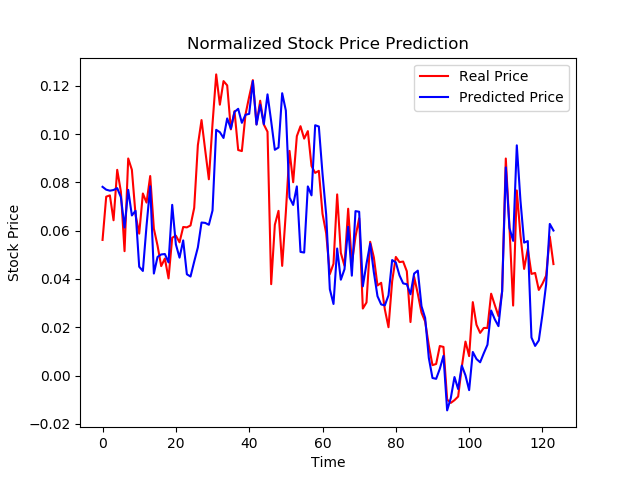 Normalized Stock Price Prediction
Real Price
Predicted Price
Stock Price
0.12
0.10
0.08
0.06
0.04
0.02
0.00
−0.02
0 20 40 60 80 100 120
Time